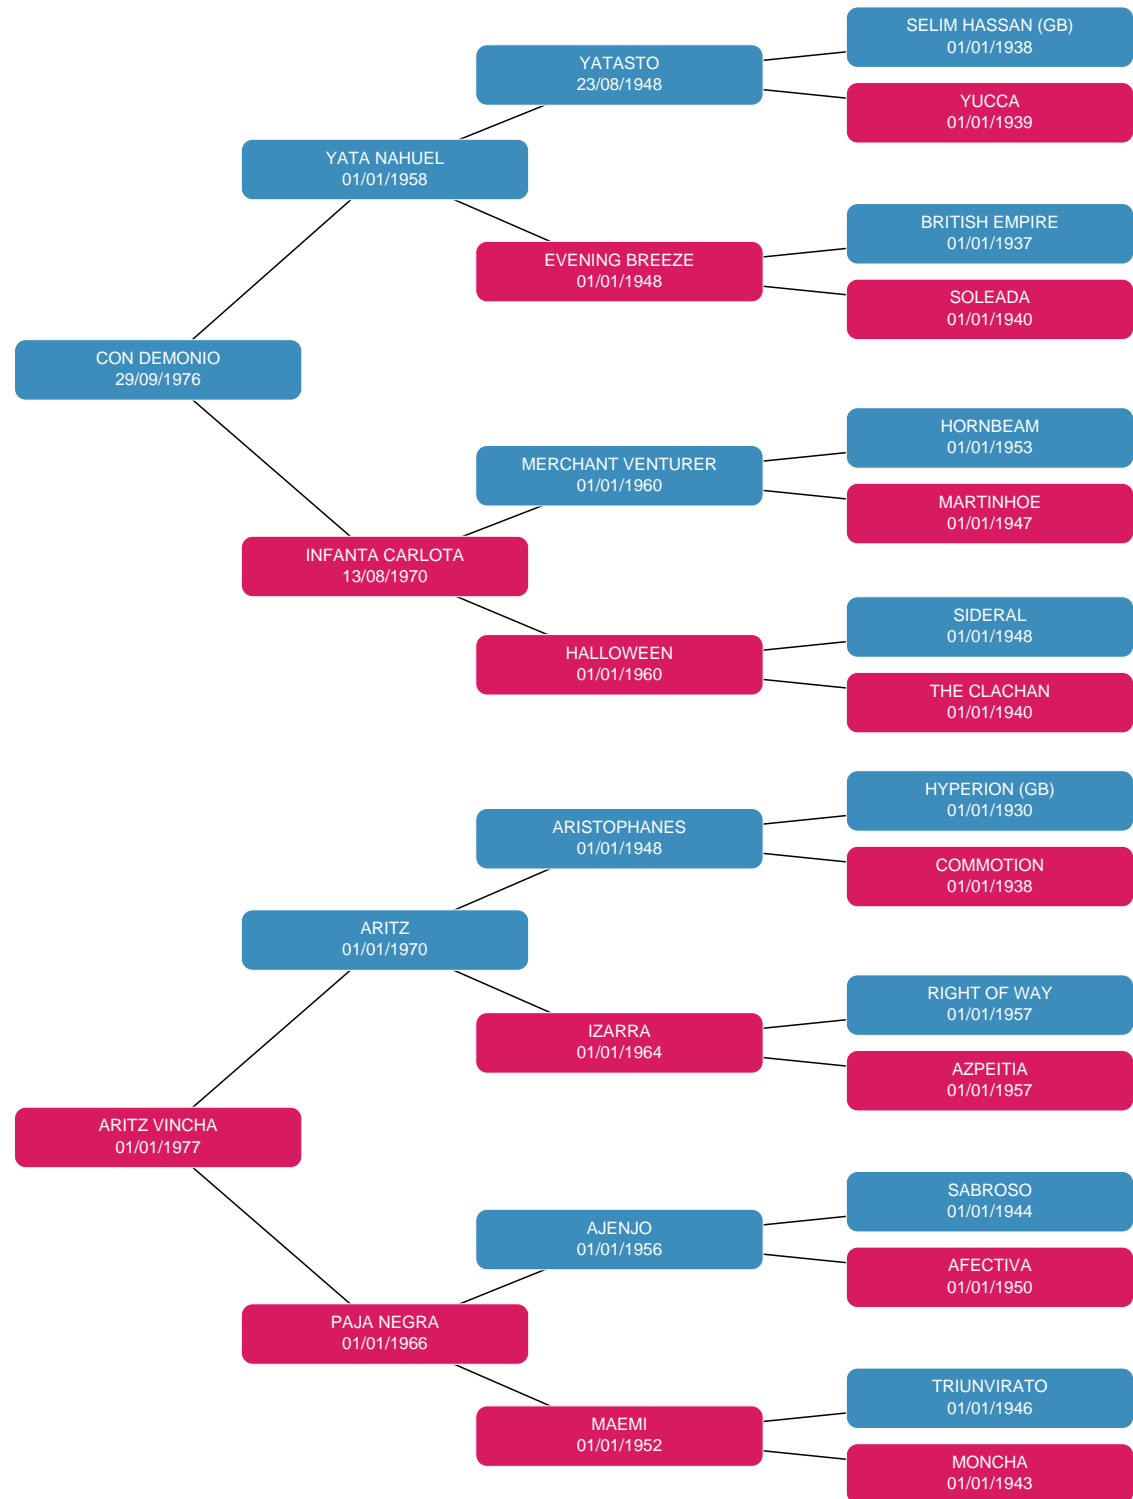 SELIM HASSAN (GB)
01/01/1938
YATASTO
23/08/1948
YUCCA
01/01/1939
YATA NAHUEL
01/01/1958
BRITISH EMPIRE
01/01/1937
EVENING BREEZE
01/01/1948
SOLEADA
01/01/1940
CON DEMONIO
29/09/1976
HORNBEAM
01/01/1953
MERCHANT VENTURER
01/01/1960
MARTINHOE
01/01/1947
INFANTA CARLOTA
13/08/1970
SIDERAL
01/01/1948
HALLOWEEN
01/01/1960
THE CLACHAN
01/01/1940
HYPERION (GB)
01/01/1930
ARISTOPHANES
01/01/1948
COMMOTION
01/01/1938
ARITZ
01/01/1970
RIGHT OF WAY
01/01/1957
IZARRA
01/01/1964
AZPEITIA
01/01/1957
ARITZ VINCHA
01/01/1977
SABROSO
01/01/1944
AJENJO
01/01/1956
AFECTIVA
01/01/1950
PAJA NEGRA
01/01/1966
TRIUNVIRATO
01/01/1946
MAEMI
01/01/1952
MONCHA
01/01/1943